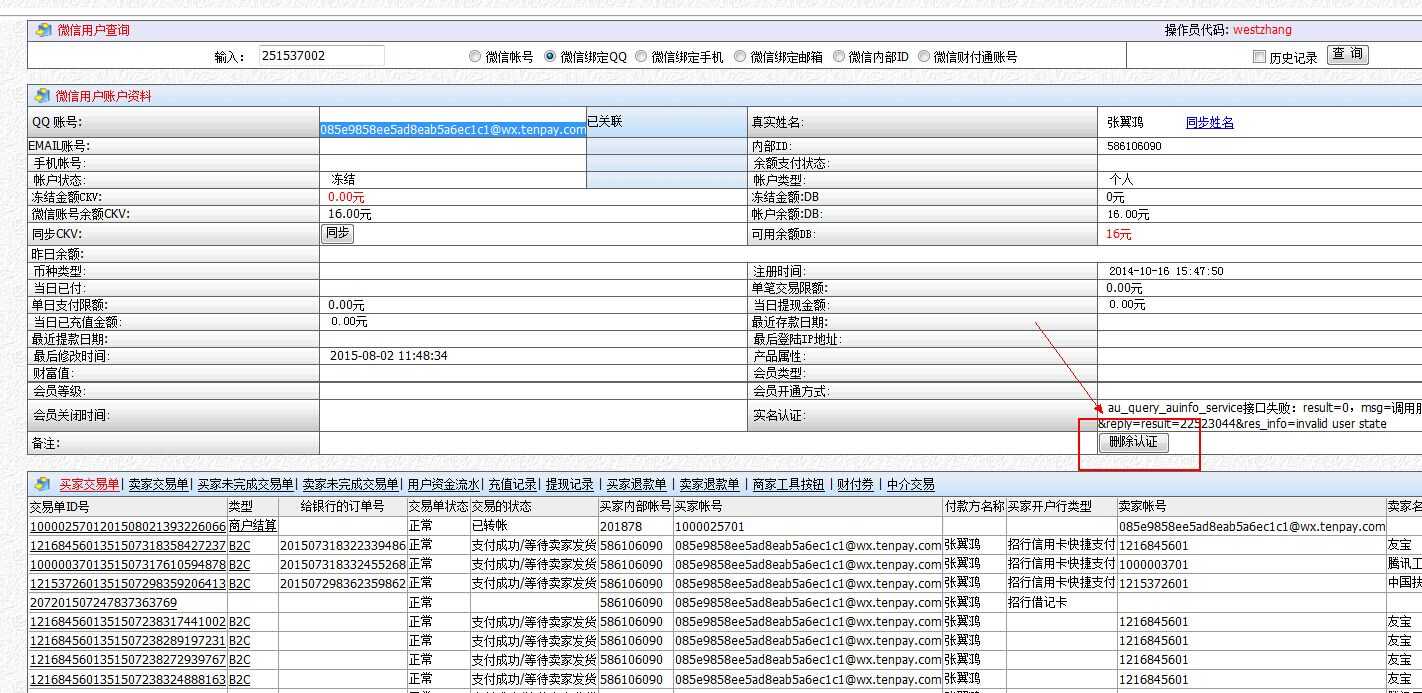 微信用户查询 操作员代码: westzhang
输入： 251537002 微信帐号 微信绑定QQ 微信绑定手机 微信绑定邮箱 微信内部ID 微信财付通账号 历史记录 查 询
微信用户账户资料
QQ 账号: 085e9858ee5ad8eab5a6ec1c1@wx.tenpay.com 已关联 真实姓名: 张翼鸿 同步姓名
EMAIL账号: 内部ID: 586106090
手机帐号: 余额支付状态:
帐户状态: 冻结 帐户类型: 个人
冻结金额CKV: 0.00元 冻结金额:DB 0元
微信账号余额CKV: 16.00元 帐户余额:DB: 16.00元
同步CKV: 同步 可用余额DB: 16元
昨日余额:
币种类型: 注册时间: 2014-10-16 15:47:50
当日已付: 单笔交易限额: 0.00元
单日支付限额: 0.00元 当日提现金额: 0.00元
当日已充值金额: 0.00元 最近存款日期:
最近提款日期: 最后登陆IP地址:
最后修改时间: 2015-08-02 11:48:34 产品属性:
财富值: 会员类型:
会员等级: 会员开通方式:
会员关闭时间: 实名认证: au_query_auinfo_service接口失败：result=0，msg=调用
&reply=result=22523044&res_info=invalid user state
备注: 删除认证
买家交易单| 卖家交易单| 买家未完成交易单| 卖家未完成交易单| 用户资金流水| 充值记录| 提现记录 | 买家退款单 | 卖家退款单 | 商家工具按钮 | 财付券 | 中介交易
交易单ID号 类型 给银行的订单号 交易单状态 交易的状态 买家内部帐号 买家帐号 付款方名称 买家开户行类型 卖家帐号 卖家名
1000025701201508021393226066 商户结算 正常 已转帐 201878 1000025701 085e9858ee5ad8eab5a6ec1c1@wx.tenpay.com
1216845601351507318358427237 B2C 201507318322339486 正常 支付成功/等待卖家发货 586106090 085e9858ee5ad8eab5a6ec1c1@wx.tenpay.com 张翼鸿 招行信用卡快捷支付 1216845601 友宝
1000003701351507317610594878 B2C 201507318332455268 正常 支付成功/等待卖家发货 586106090 085e9858ee5ad8eab5a6ec1c1@wx.tenpay.com 张翼鸿 招行信用卡快捷支付 1000003701 腾讯工
1215372601351507298359206413 B2C 201507298362359862 正常 支付成功/等待卖家发货 586106090 085e9858ee5ad8eab5a6ec1c1@wx.tenpay.com 张翼鸿 招行信用卡快捷支付 1215372601 中国扶
207201507247837363769 正常 586106090 085e9858ee5ad8eab5a6ec1c1@wx.tenpay.com 张翼鸿 招行借记卡
1216845601351507238317441002 B2C 正常 支付成功/等待卖家发货 586106090 085e9858ee5ad8eab5a6ec1c1@wx.tenpay.com 张翼鸿 1216845601 友宝
1216845601351507238289197231 B2C 正常 支付成功/等待卖家发货 586106090 085e9858ee5ad8eab5a6ec1c1@wx.tenpay.com 张翼鸿 1216845601 友宝
1216845601351507238272939767 B2C 正常 支付成功/等待卖家发货 586106090 085e9858ee5ad8eab5a6ec1c1@wx.tenpay.com 张翼鸿 1216845601 友宝
1216845601351507238324888163 B2C 正常 支付成功/等待卖家发货 586106090 085e9858ee5ad8eab5a6ec1c1@wx.tenpay.com 张翼鸿 1216845601 友宝